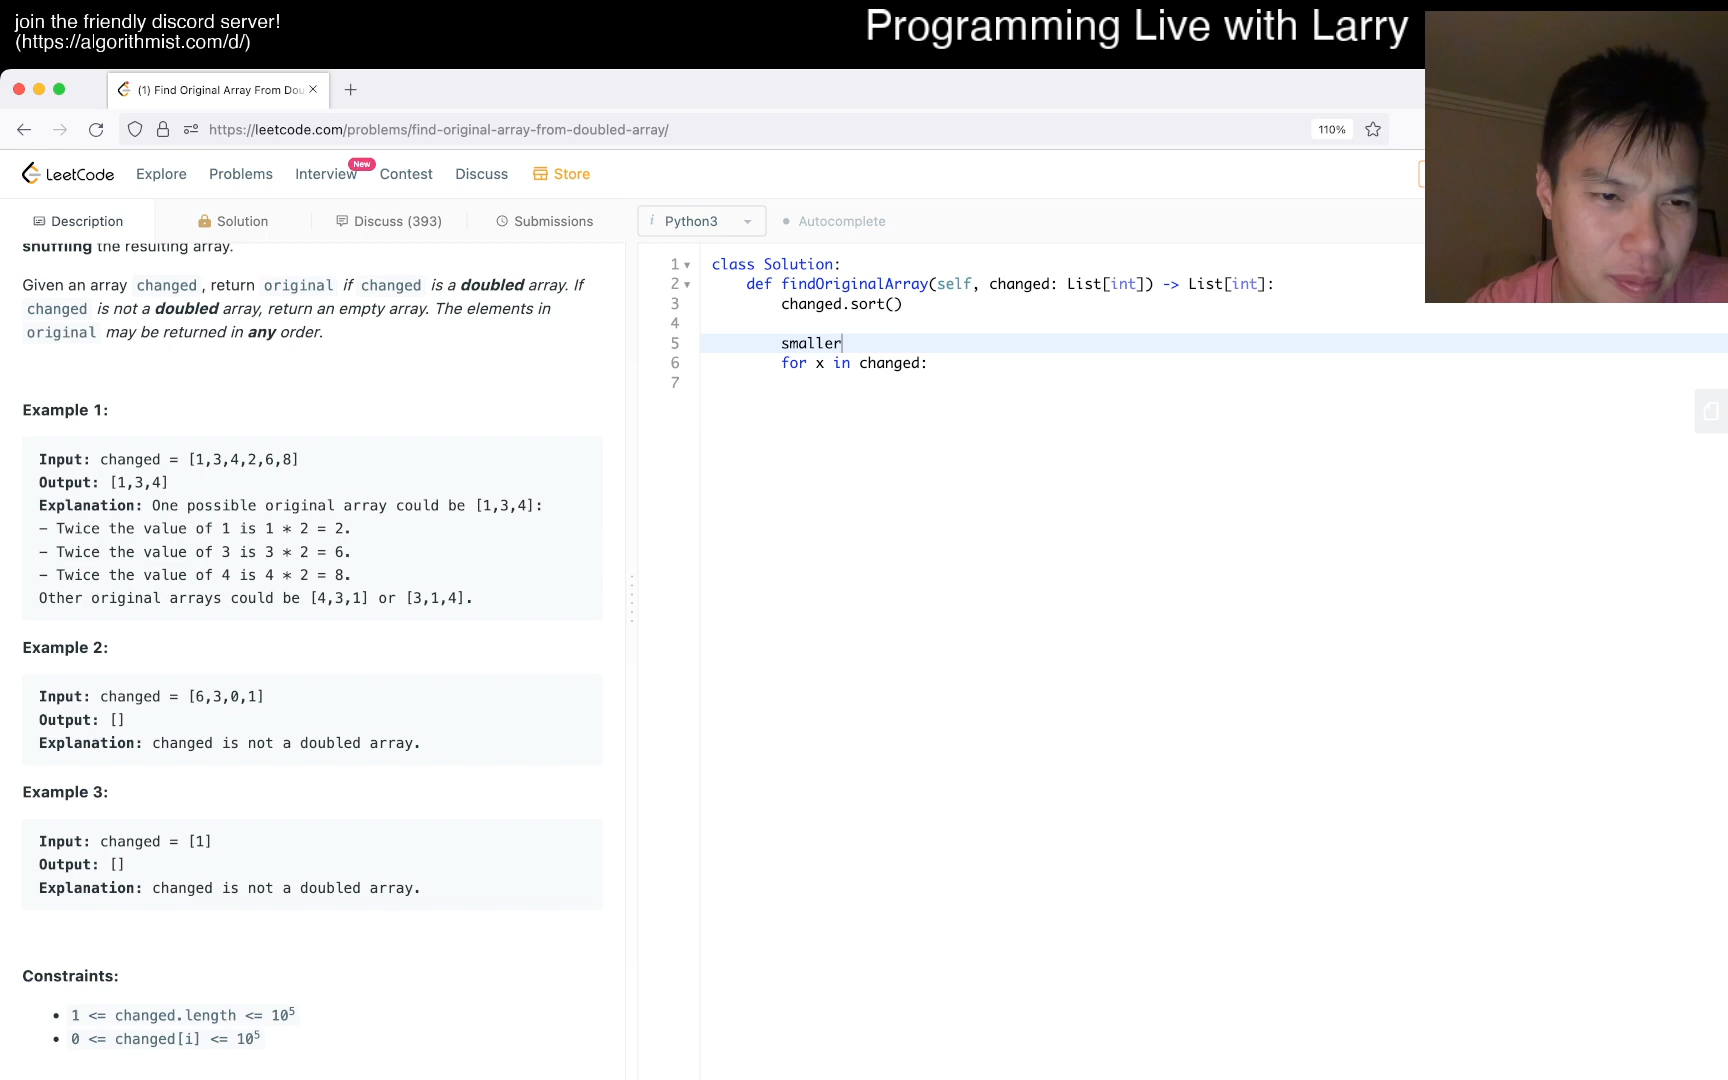 join the friendly discord server!
(https://algorithmist.com/d/)
Programming Live with Larry
(1) Find Original Array From Dou
https://leetcode.com/problems/find-original-array-from-doubled-array/
110%
LeetCode
Explore
Problems
Interview
New
Contest
Discuss
Store
Description
Solution
Discuss (393)
Submissions
i Python3
Autocomplete
shuffling the resulting array.
Given an array changed, return original if changed is a doubled array. If
changed is not a doubled array, return an empty array. The elements in
original may be returned in any order.
Example 1:
Input: changed = [1,3,4,2,6,8]
Output: [1,3,4]
Explanation: One possible original array could be [1,3,4]:
- Twice the value of 1 is 1 * 2 = 2.
- Twice the value of 3 is 3 * 2 = 6.
- Twice the value of 4 is 4 * 2 = 8.
Other original arrays could be [4,3,1] or [3,1,4].
Example 2:
Input: changed = [6,3,0,1]
Output: []
Explanation: changed is not a doubled array.
Example 3:
Input: changed = [1]
Output: []
Explanation: changed is not a doubled array.
Constraints:
• 1 <= changed.length <= 10⁵
• 0 <= changed[i] <= 10⁵
1 class Solution:
2 def findOriginalArray(self, changed: List[int]) -> List[int]:
3 changed.sort()
4
5 smaller
6 for x in changed:
7